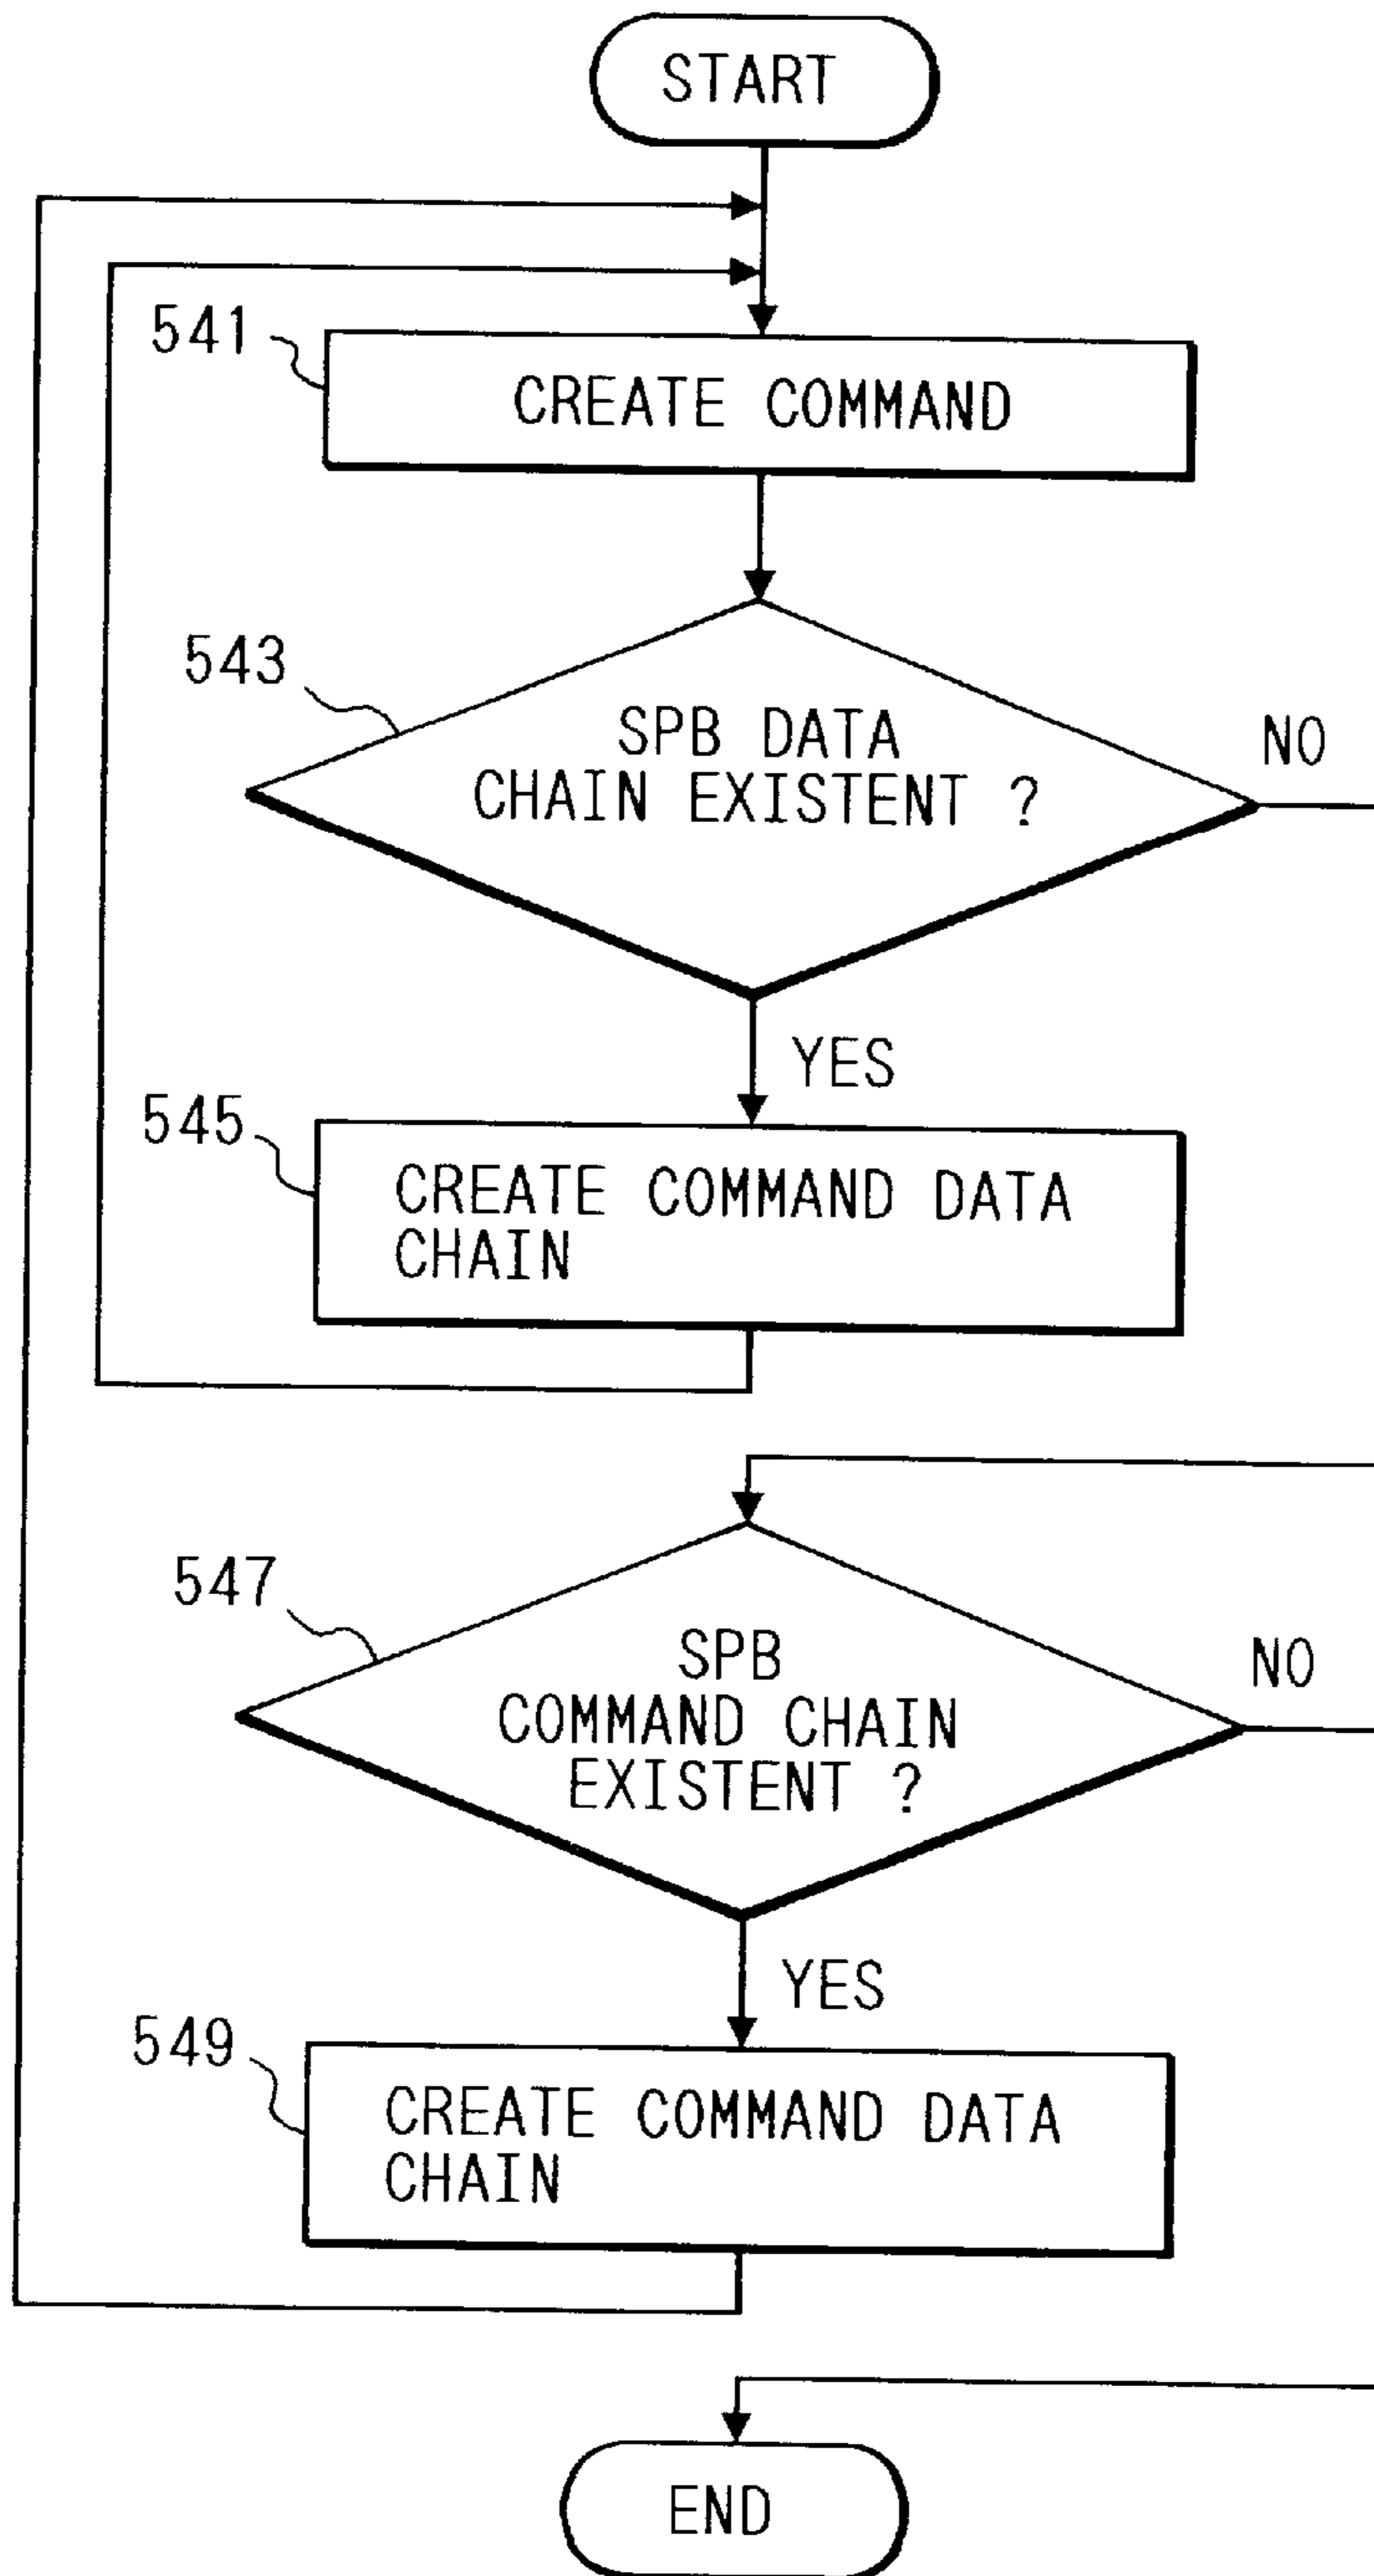 START
541
CREATE COMMAND
543
SPB DATA
CHAIN EXISTENT ?
NO
YES
545
CREATE COMMAND DATA
CHAIN
547
SPB
COMMAND CHAIN
EXISTENT ?
NO
YES
549
CREATE COMMAND DATA
CHAIN
END